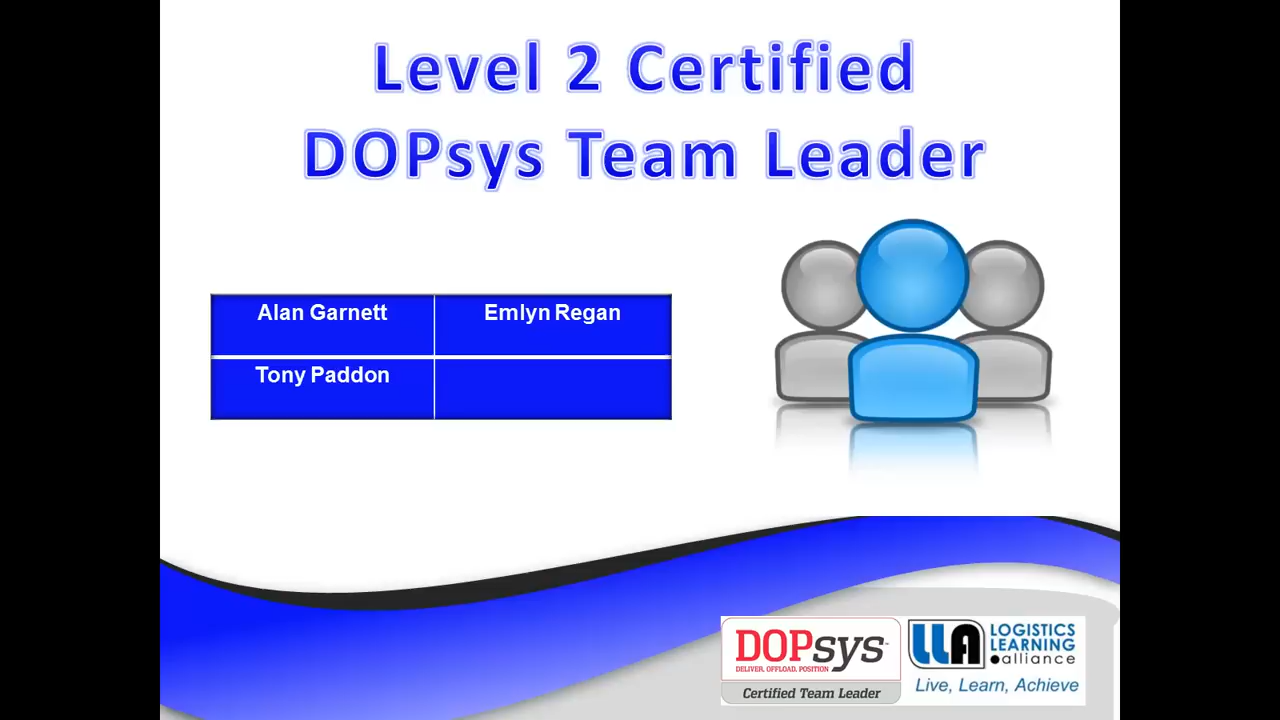 Level 2 Certified
DOPsys Team Leader
Alan Garnett Emlyn Regan
Tony Paddon
DOPsys™
DELIVER. OFFLOAD. POSITION
Certified Team Leader
LLA LOGISTICS
LEARNING
.alliance
Live, Learn, Achieve